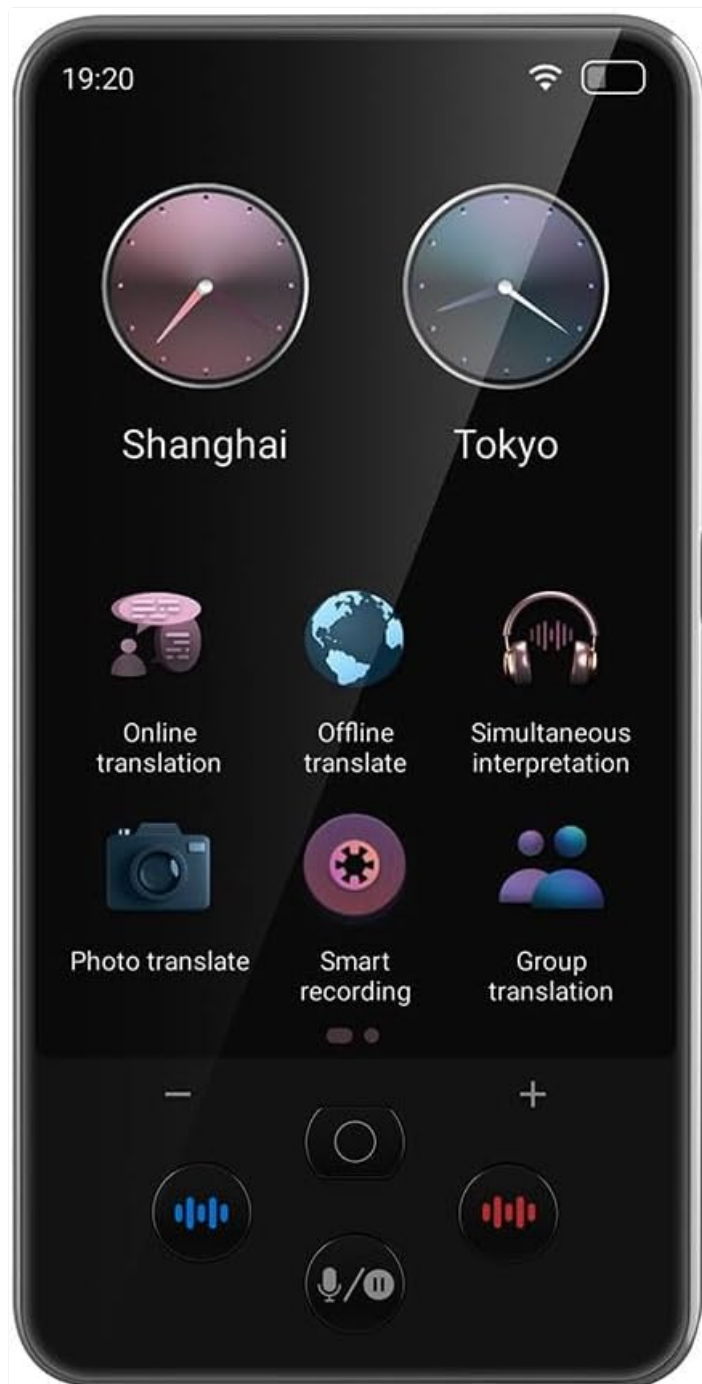 19:20
Shanghai
Tokyo
Online
translation
Offline
translate
Simultaneous
interpretation
Photo translate
Smart
recording
Group
translation
− +